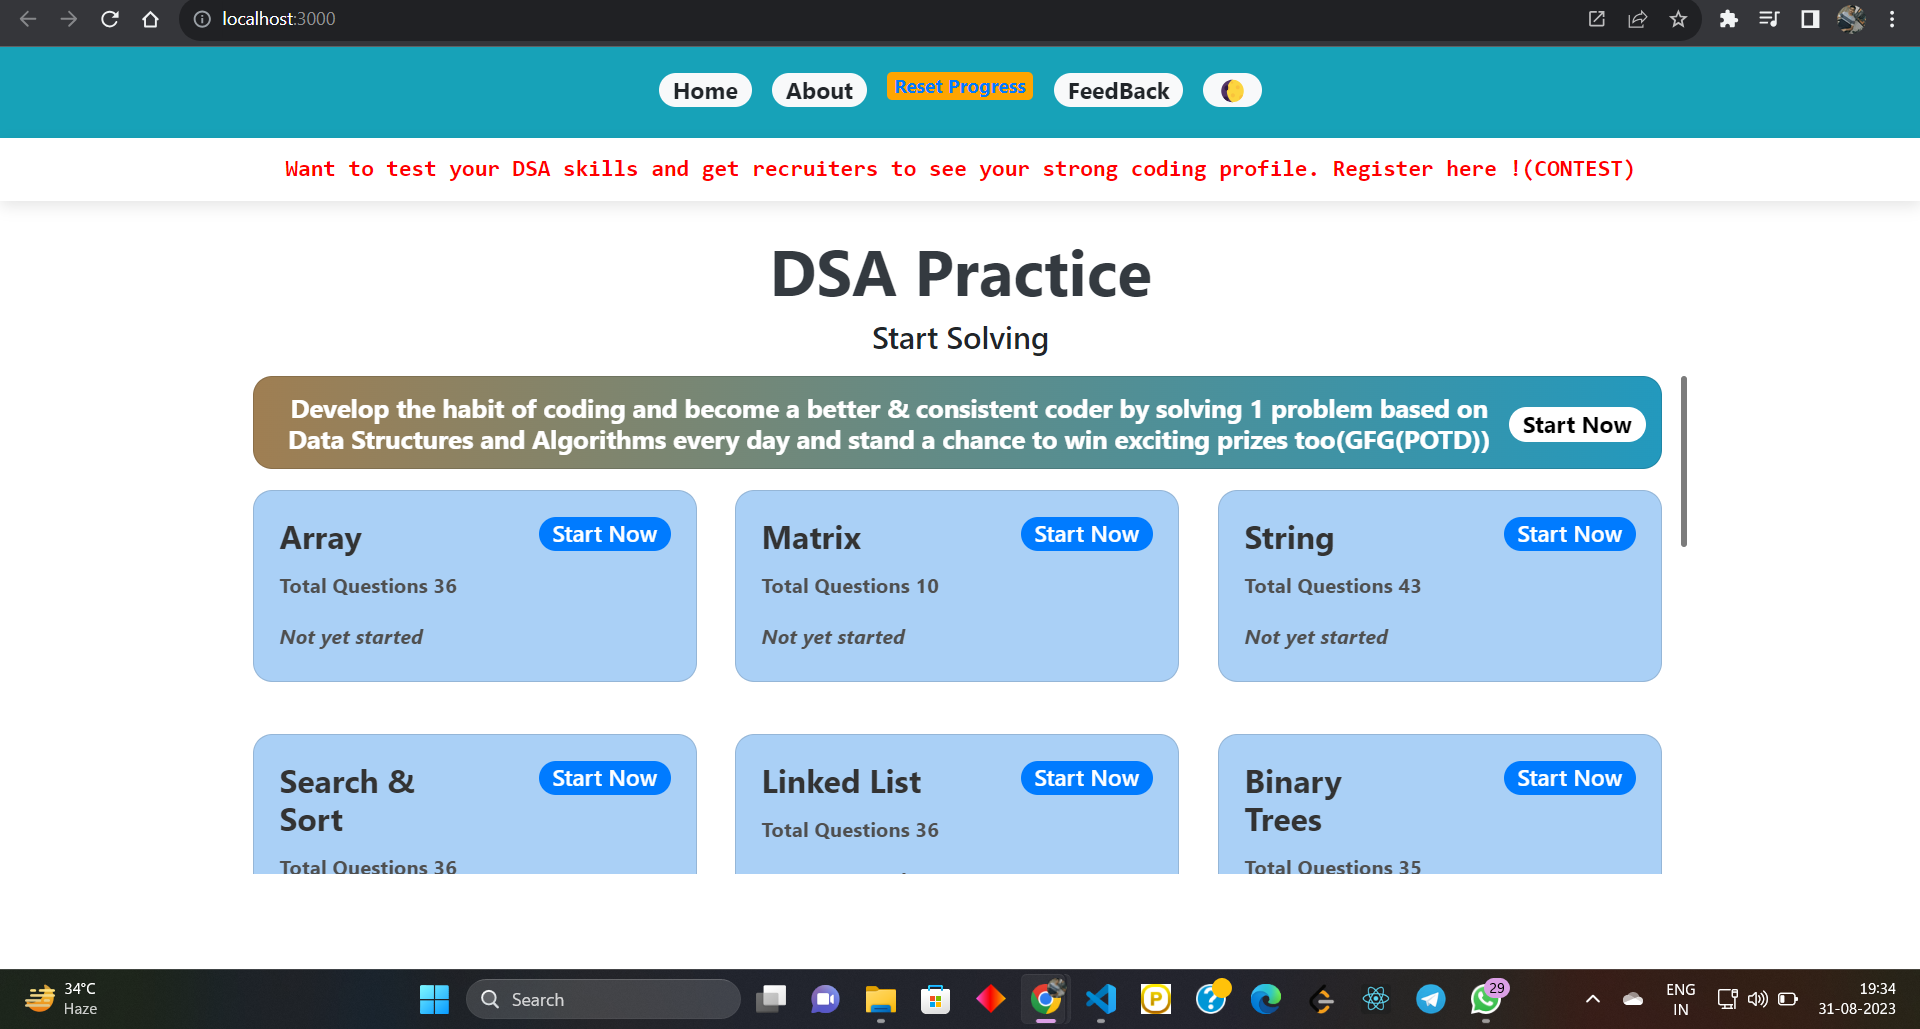 localhost:3000
Home
About
Reset Progress
FeedBack
Want to test your DSA skills and get recruiters to see your strong coding profile. Register here !(CONTEST)
DSA Practice
Start Solving
Develop the habit of coding and become a better & consistent coder by solving 1 problem based on
Data Structures and Algorithms every day and stand a chance to win exciting prizes too(GFG(POTD))
Start Now
Array
Start Now
Total Questions 36
Not yet started
Matrix
Start Now
Total Questions 10
Not yet started
String
Start Now
Total Questions 43
Not yet started
Search &
Sort
Start Now
Total Questions 36
Linked List
Start Now
Total Questions 36
Binary
Trees
Start Now
Total Questions 35
34°C
Haze
Search
P
?
29
ENG
IN
19:34
31-08-2023